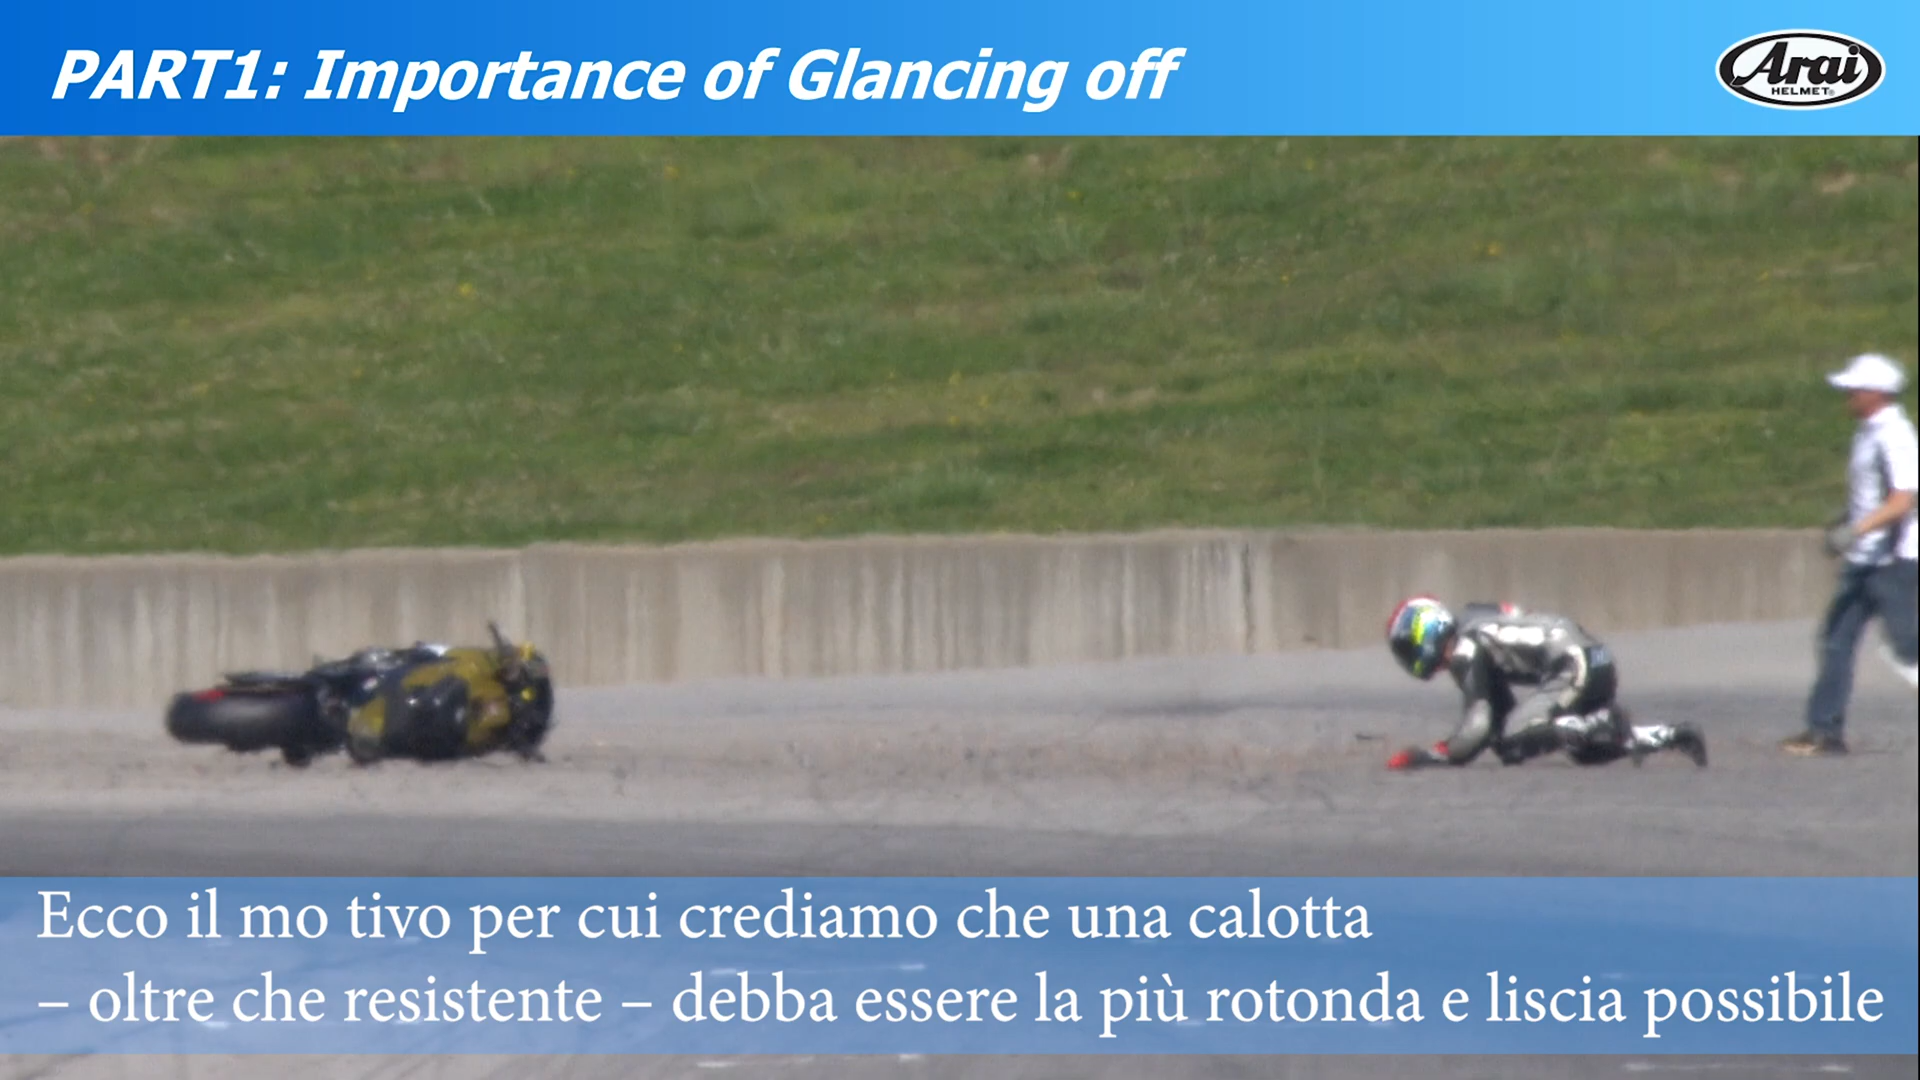 PART1: Importance of Glancing off
Arai
HELMET
Ecco il mo tivo per cui crediamo che una calotta
– oltre che resistente – debba essere la più rotonda e liscia possibile